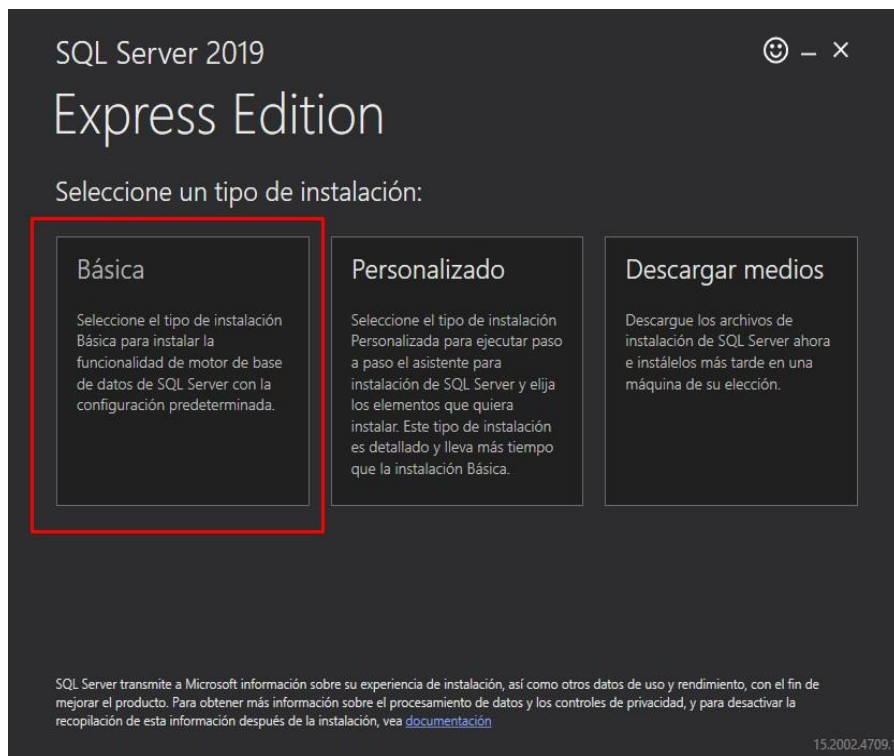 SQL Server 2019
Express Edition
Seleccione un tipo de instalación:
Básica
Seleccione el tipo de instalación
Básica para instalar la
funcionalidad de motor de base
de datos de SQL Server con la
configuración predeterminada.
Personalizado
Seleccione el tipo de instalación
Personalizada para ejecutar paso
a paso el asistente para
instalación de SQL Server y elija
los elementos que quiera
instalar. Este tipo de instalación
es detallado y lleva más tiempo
que la instalación Básica.
Descargar medios
Descargue los archivos de
instalación de SQL Server ahora
e instálelos más tarde en una
máquina de su elección.
SQL Server transmite a Microsoft información sobre su experiencia de instalación, así como otros datos de uso y rendimiento, con el fin de
mejorar el producto. Para obtener más información sobre el procesamiento de datos y los controles de privacidad, y para desactivar la
recopilación de esta información después de la instalación, vea documentación
15.2002.4709.